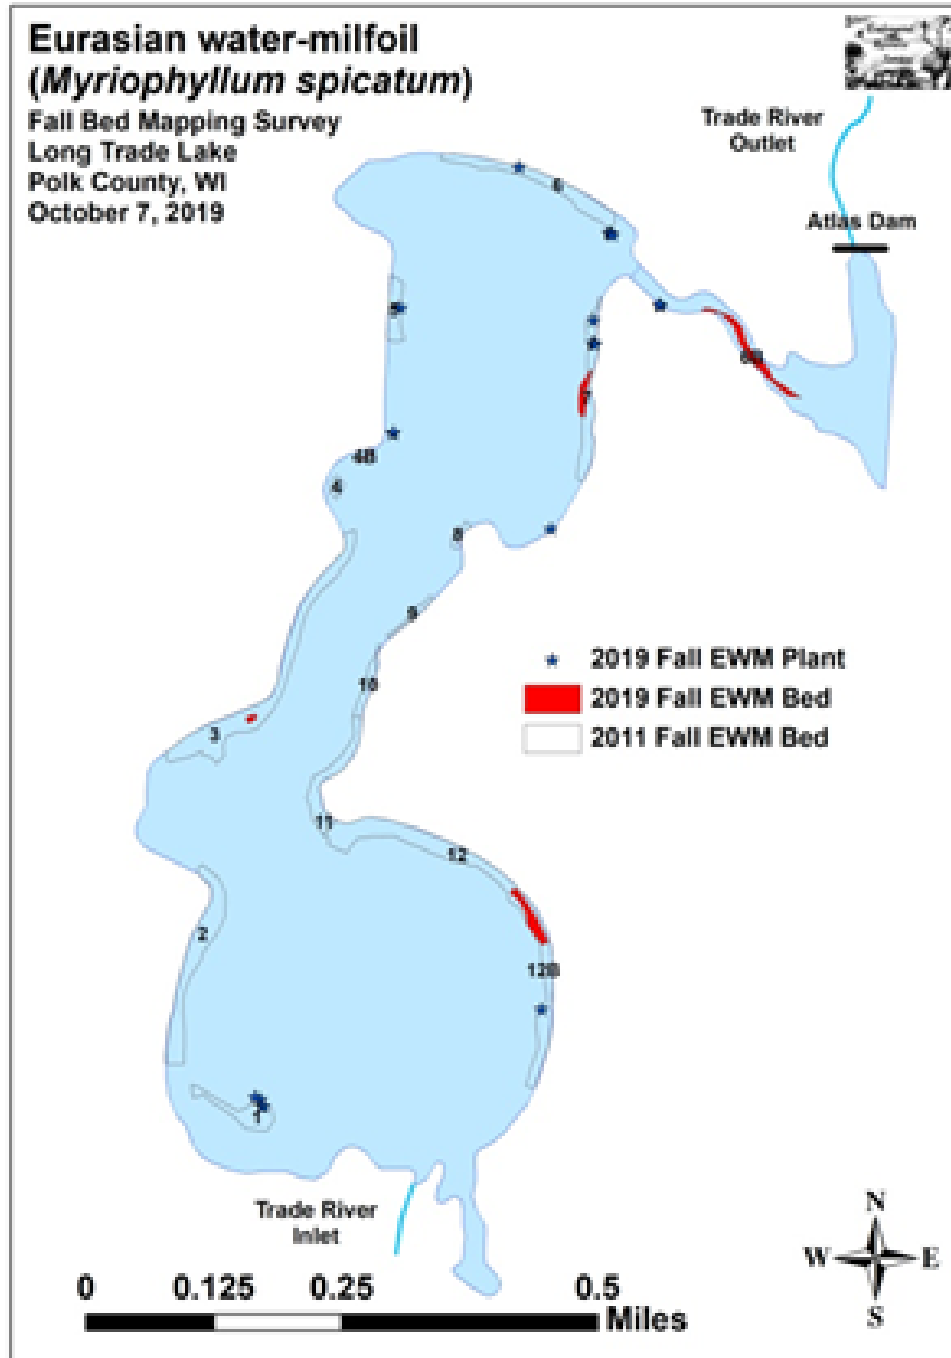 Eurasian water-milfoil
(Myriophyllum spicatum)
Fall Bed Mapping Survey
Long Trade Lake
Polk County, WI
October 7, 2019
Trade River
Outlet
Atlas Dam
6
5
4B
4
8
9
10
3
11
12
2
12B
2019 Fall EWM Plant
2019 Fall EWM Bed
2011 Fall EWM Bed
Trade River
Inlet
N
W E
S
0 0.125 0.25 0.5
Miles